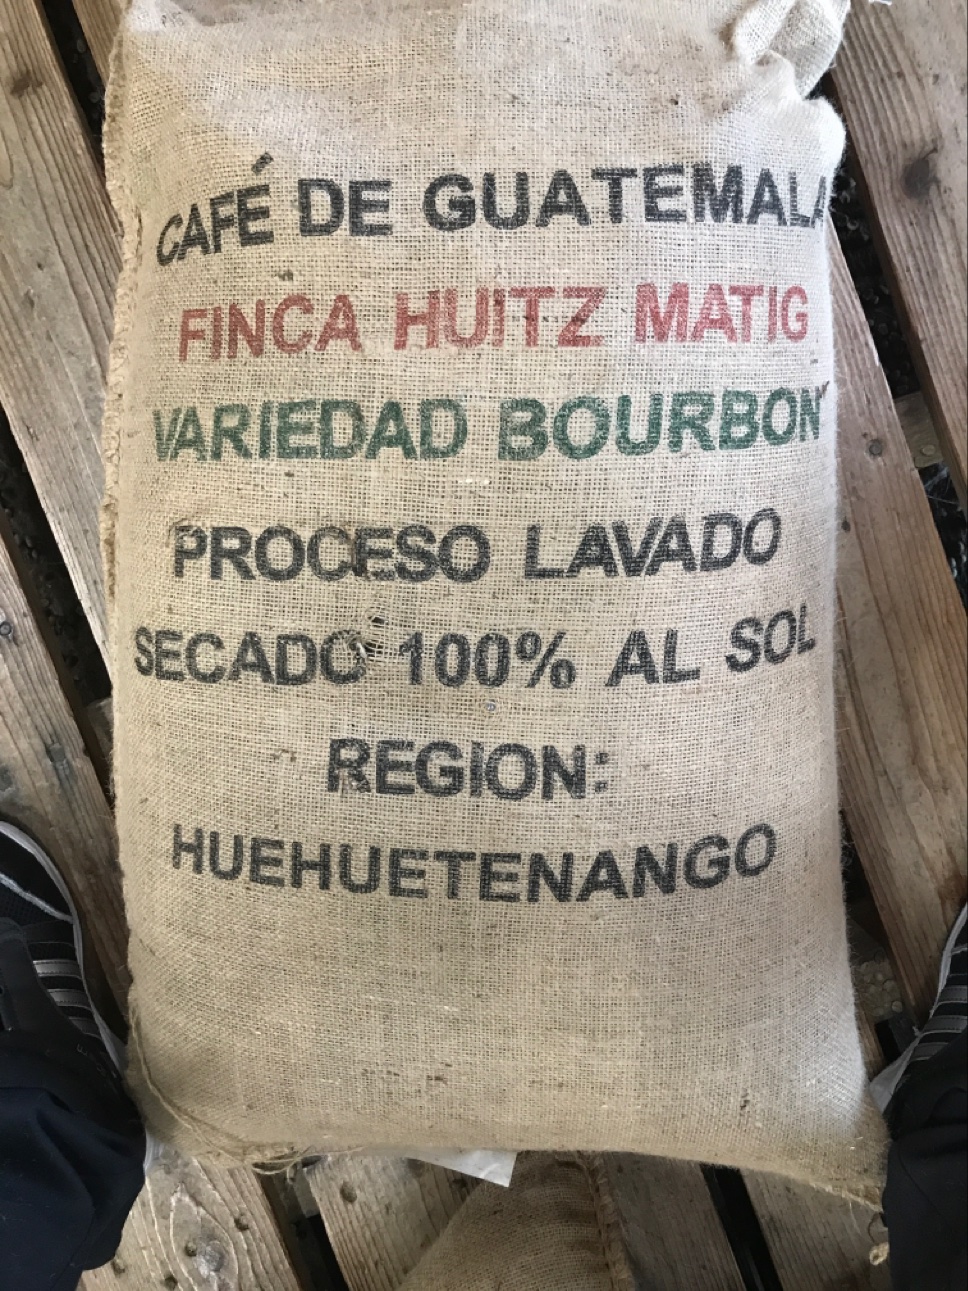 CAFÉ DE GUATEMALA
FINCA HUITZ MATIG
VARIEDAD BOURBON
PROCESO LAVADO
SECADO 100% AL SOL
REGION:
HUEHUETENANGO